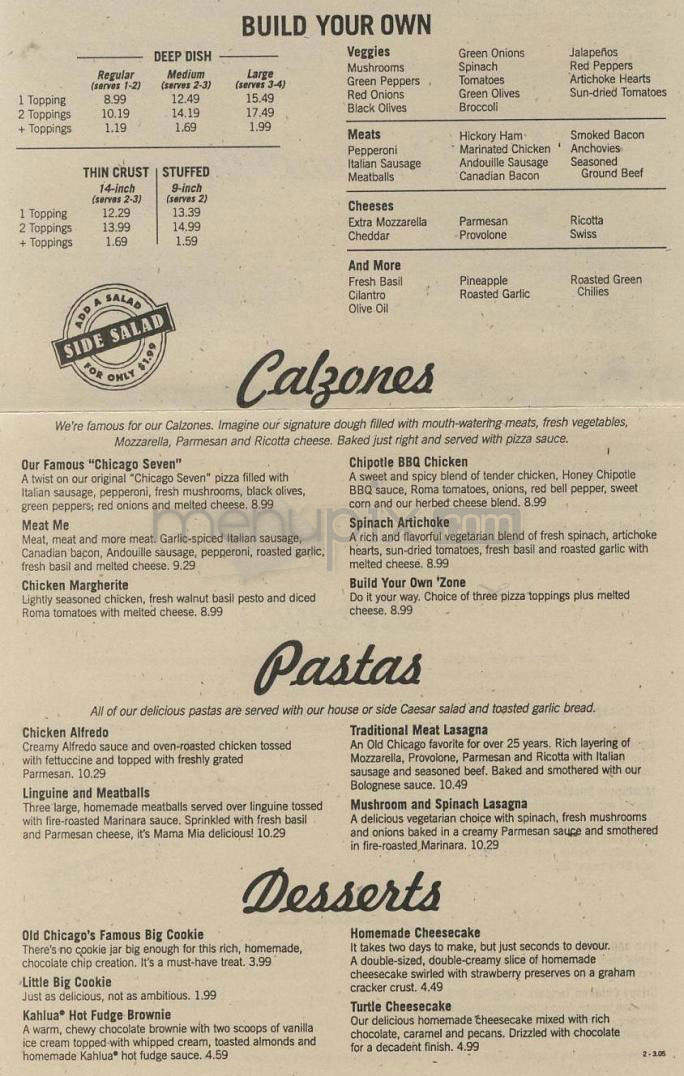 BUILD YOUR OWN
DEEP DISH
Regular Medium Large
(serves 1-2) (serves 2-3) (serves 3-4)
1 Topping 8.99 12.49 15.49
2 Toppings 10.19 14.19 17.49
+ Toppings 1.19 1.69 1.99
THIN CRUST STUFFED
14-inch 9-inch
(serves 2-3) (serves 2)
1 Topping 12.29 13.39
2 Toppings 13.99 14.99
+ Toppings 1.69 1.59
Veggies Green Onions Jalapeños
Mushrooms Spinach Red Peppers
Green Peppers Tomatoes Artichoke Hearts
Red Onions Green Olives Sun-dried Tomatoes
Black Olives Broccoli
Meats Hickory Ham Smoked Bacon
Pepperoni Marinated Chicken Anchovies
Italian Sausage Andouille Sausage Seasoned
Meatballs Canadian Bacon Ground Beef
Cheeses
Extra Mozzarella Parmesan Ricotta
Cheddar Provolone Swiss
And More
Fresh Basil Pineapple Roasted Green
Cilantro Roasted Garlic Chilies
Olive Oil
ADD A SALAD
SIDE SALAD
FOR ONLY $1.99
Calzones
We're famous for our Calzones. Imagine our signature dough filled with mouth-watering meats, fresh vegetables,
Mozzarella, Parmesan and Ricotta cheese. Baked just right and served with pizza sauce.
Our Famous "Chicago Seven"
A twist on our original "Chicago Seven" pizza filled with
Italian sausage, pepperoni, fresh mushrooms, black olives,
green peppers, red onions and melted cheese. 8.99
Meat Me
Meat, meat and more meat. Garlic-spiced Italian sausage,
Canadian bacon, Andouille sausage, pepperoni, roasted garlic,
fresh basil and melted cheese. 9.29
Chicken Margherite
Lightly seasoned chicken, fresh walnut basil pesto and diced
Roma tomatoes with melted cheese. 8.99
Chipotle BBQ Chicken
A sweet and spicy blend of tender chicken, Honey Chipotle
BBQ sauce, Roma tomatoes, onions, red bell pepper, sweet
corn and our herbed cheese blend. 8.99
Spinach Artichoke
A rich and flavorful vegetarian blend of fresh spinach, artichoke
hearts, sun-dried tomatoes, fresh basil and roasted garlic with
melted cheese. 8.99
Build Your Own 'Zone
Do it your way. Choice of three pizza toppings plus melted
cheese. 8.99
menupix.com
Pastas
All of our delicious pastas are served with our house or side Caesar salad and toasted garlic bread.
Chicken Alfredo
Creamy Alfredo sauce and oven-roasted chicken tossed
with fettuccine and topped with freshly grated
Parmesan. 10.29
Linguine and Meatballs
Three large, homemade meatballs served over linguine tossed
with fire-roasted Marinara sauce. Sprinkled with fresh basil
and Parmesan cheese, it's Mama Mia delicious! 10.29
Traditional Meat Lasagna
An Old Chicago favorite for over 25 years. Rich layering of
Mozzarella, Provolone, Parmesan and Ricotta with Italian
sausage and seasoned beef. Baked and smothered with our
Bolognese sauce. 10.49
Mushroom and Spinach Lasagna
A delicious vegetarian choice with spinach, fresh mushrooms
and onions baked in a creamy Parmesan sauce and smothered
in fire-roasted Marinara. 10.29
Desserts
Old Chicago's Famous Big Cookie
There's no cookie jar big enough for this rich, homemade,
chocolate chip creation. It's a must-have treat. 3.99
Little Big Cookie
Just as delicious, not as ambitious. 1.99
Kahlua® Hot Fudge Brownie
A warm, chewy chocolate brownie with two scoops of vanilla
ice cream topped with whipped cream, toasted almonds and
homemade Kahlua® hot fudge sauce. 4.59
Homemade Cheesecake
It takes two days to make, but just seconds to devour.
A double-sized, double-creamy slice of homemade
cheesecake swirled with strawberry preserves on a graham
cracker crust. 4.49
Turtle Cheesecake
Our delicious homemade cheesecake mixed with rich
chocolate, caramel and pecans. Drizzled with chocolate
for a decadent finish. 4.99
2 - 3.05